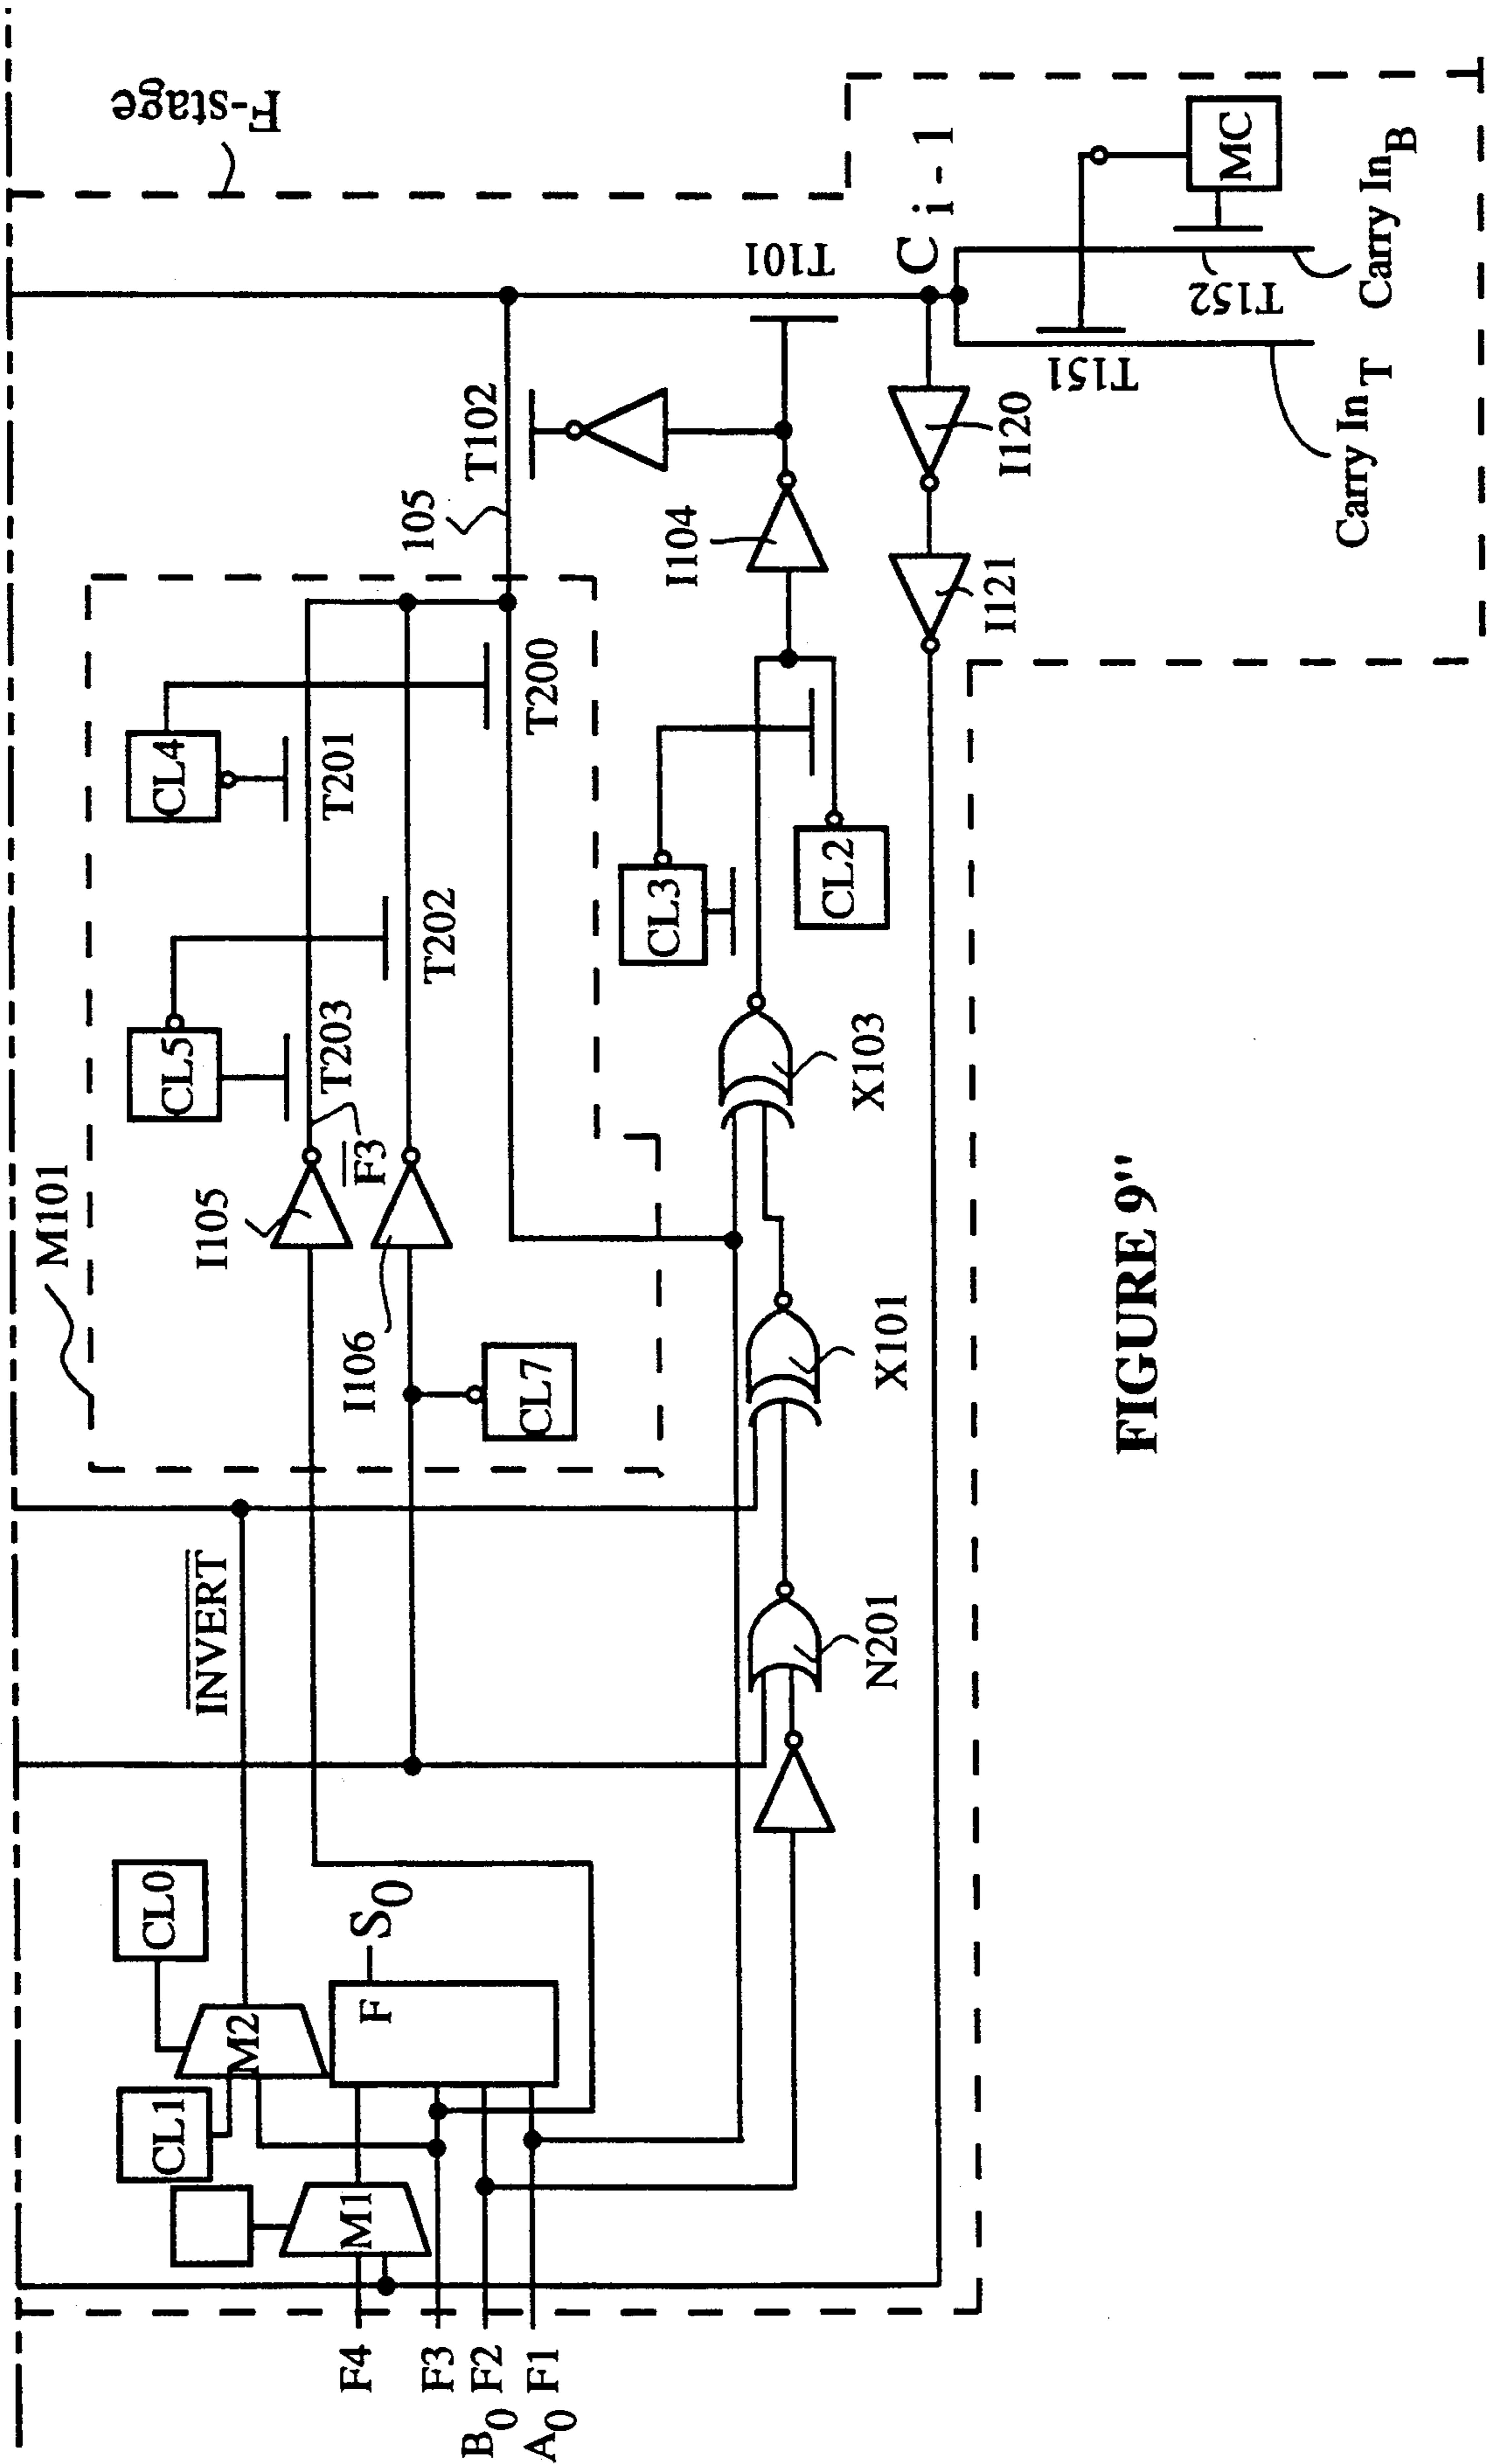 F-stage
M101
CL4
CL5
T201
T203
T202
T200
I105
F3
I106
CL7
105
T102
T101
C i - 1
MC
INVERT
CL0
CL1
M2
M1
F
S0
CL3
CL2
I104
X103
X101
N201
I120
I121
T151
T152
Carry InT
Carry InB
F4
F3
B0 F2
A0 F1
FIGURE 9"